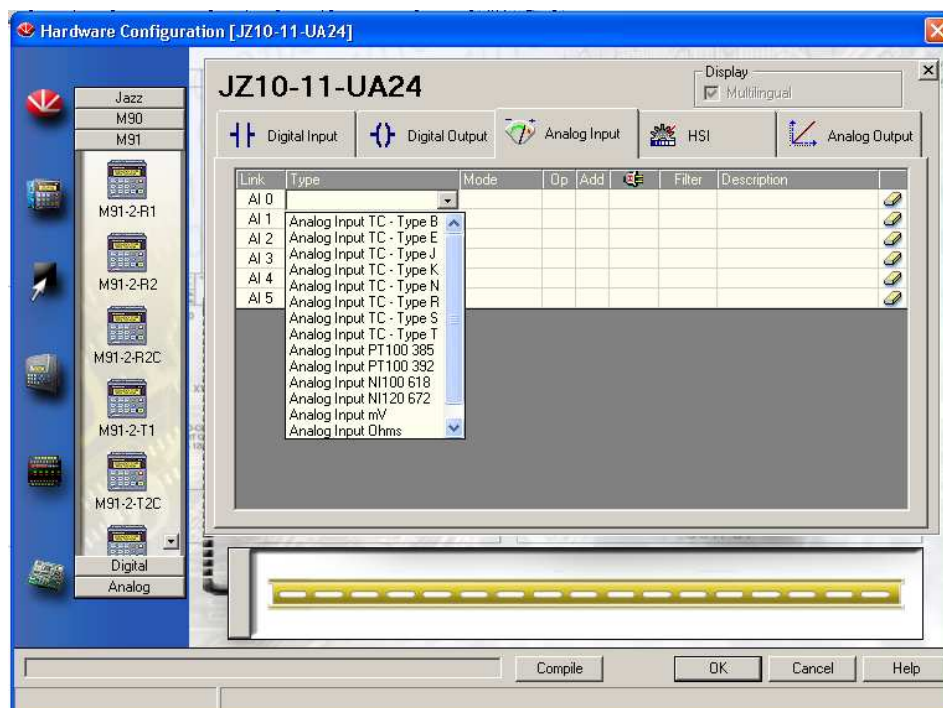 Hardware Configuration [JZ10-11-UA24]
JZ10-11-UA24
Display
Multilingual
Jazz
M90
M91
M91-2-R1
M91-2-R2
M91-2-R2C
M91-2-T1
M91-2-T2C
Digital
Analog
Digital Input
Digital Output
Analog Input
HSI
Analog Output
Link Type Mode Op Add Filter Description
AI 0
AI 1
AI 2
AI 3
AI 4
AI 5
Analog Input TC - Type B
Analog Input TC - Type E
Analog Input TC - Type J
Analog Input TC - Type K
Analog Input TC - Type N
Analog Input TC - Type R
Analog Input TC - Type S
Analog Input TC - Type T
Analog Input PT100 385
Analog Input PT100 392
Analog Input NI100 618
Analog Input NI120 672
Analog Input mV
Analog Input Ohms
Compile
OK
Cancel
Help